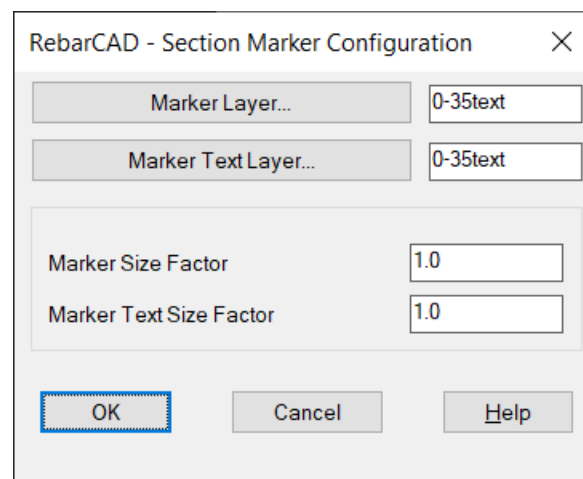 RebarCAD - Section Marker Configuration
Marker Layer... 0-35text
Marker Text Layer... 0-35text
Marker Size Factor 1.0
Marker Text Size Factor 1.0
OK Cancel Help